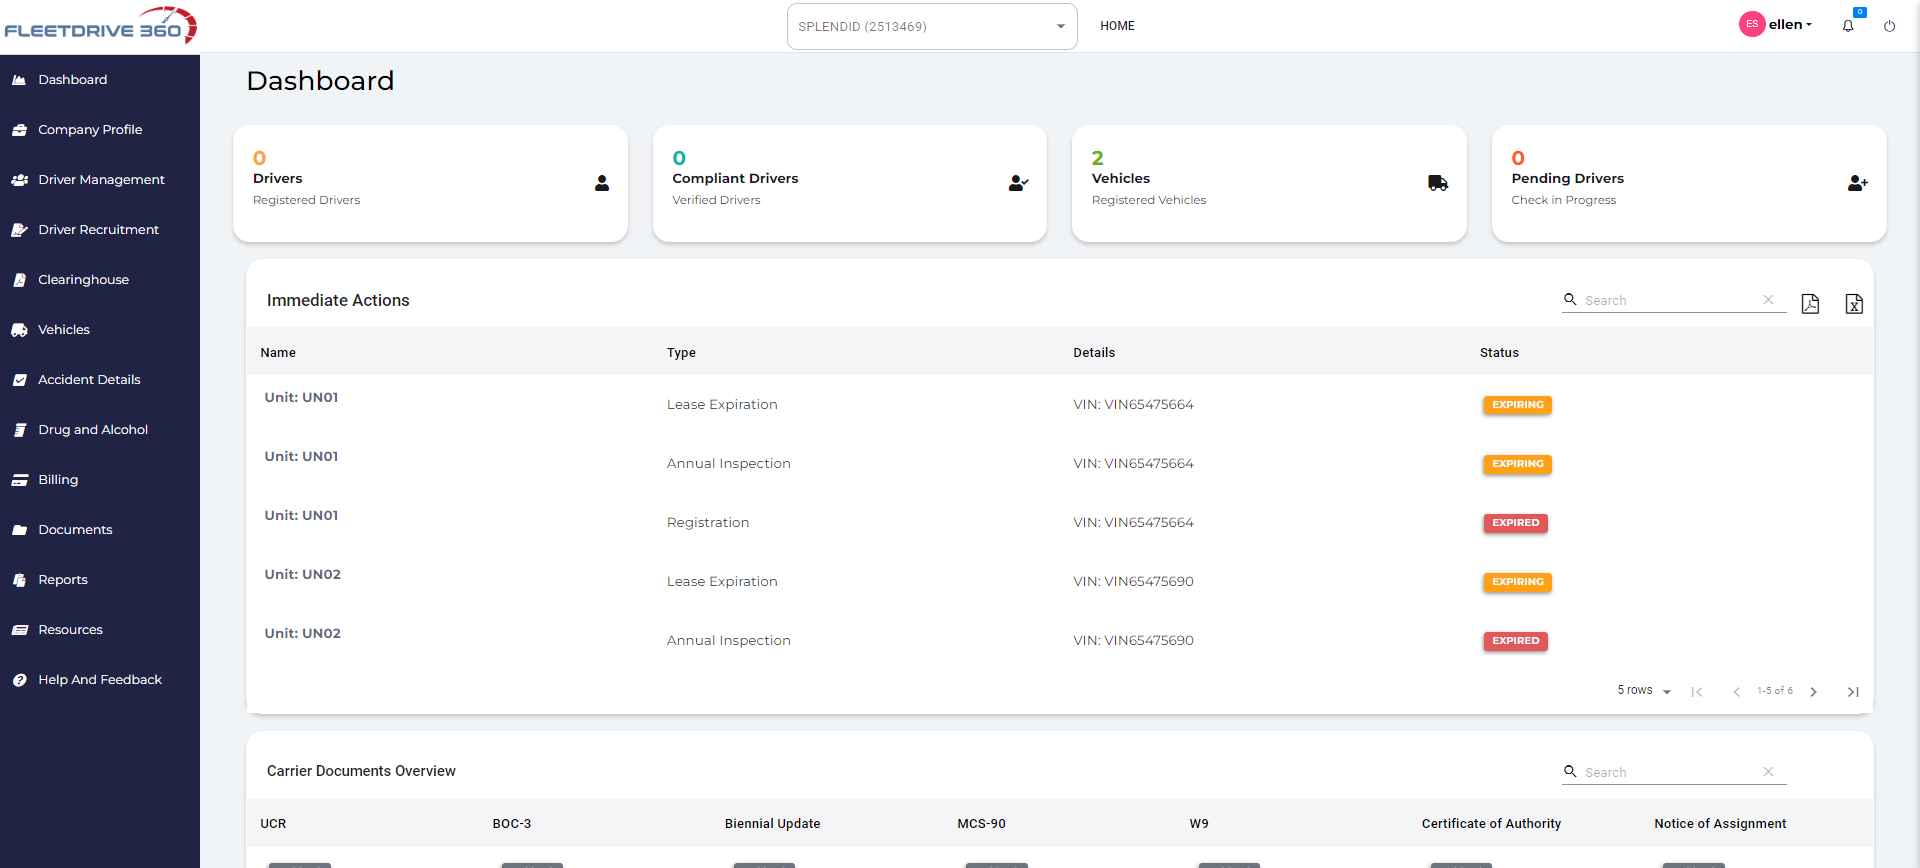 FLEETDRIVE 360
SPLENDID (2513469)
HOME
ES
ellen
0
Dashboard
Company Profile
Driver Management
Driver Recruitment
Clearinghouse
Vehicles
Accident Details
Drug and Alcohol
Billing
Documents
Reports
Resources
Help And Feedback
Dashboard
0
Drivers
Registered Drivers
0
Compliant Drivers
Verified Drivers
2
Vehicles
Registered Vehicles
0
Pending Drivers
Check in Progress
Immediate Actions
Search
Name Type Details Status
Unit: UN01 Lease Expiration VIN: VIN65475664 EXPIRING
Unit: UN01 Annual Inspection VIN: VIN65475664 EXPIRING
Unit: UN01 Registration VIN: VIN65475664 EXPIRED
Unit: UN02 Lease Expiration VIN: VIN65475690 EXPIRING
Unit: UN02 Annual Inspection VIN: VIN65475690 EXPIRED
5 rows 1-5 of 6
Carrier Documents Overview
Search
UCR BOC-3 Biennial Update MCS-90 W9 Certificate of Authority Notice of Assignment